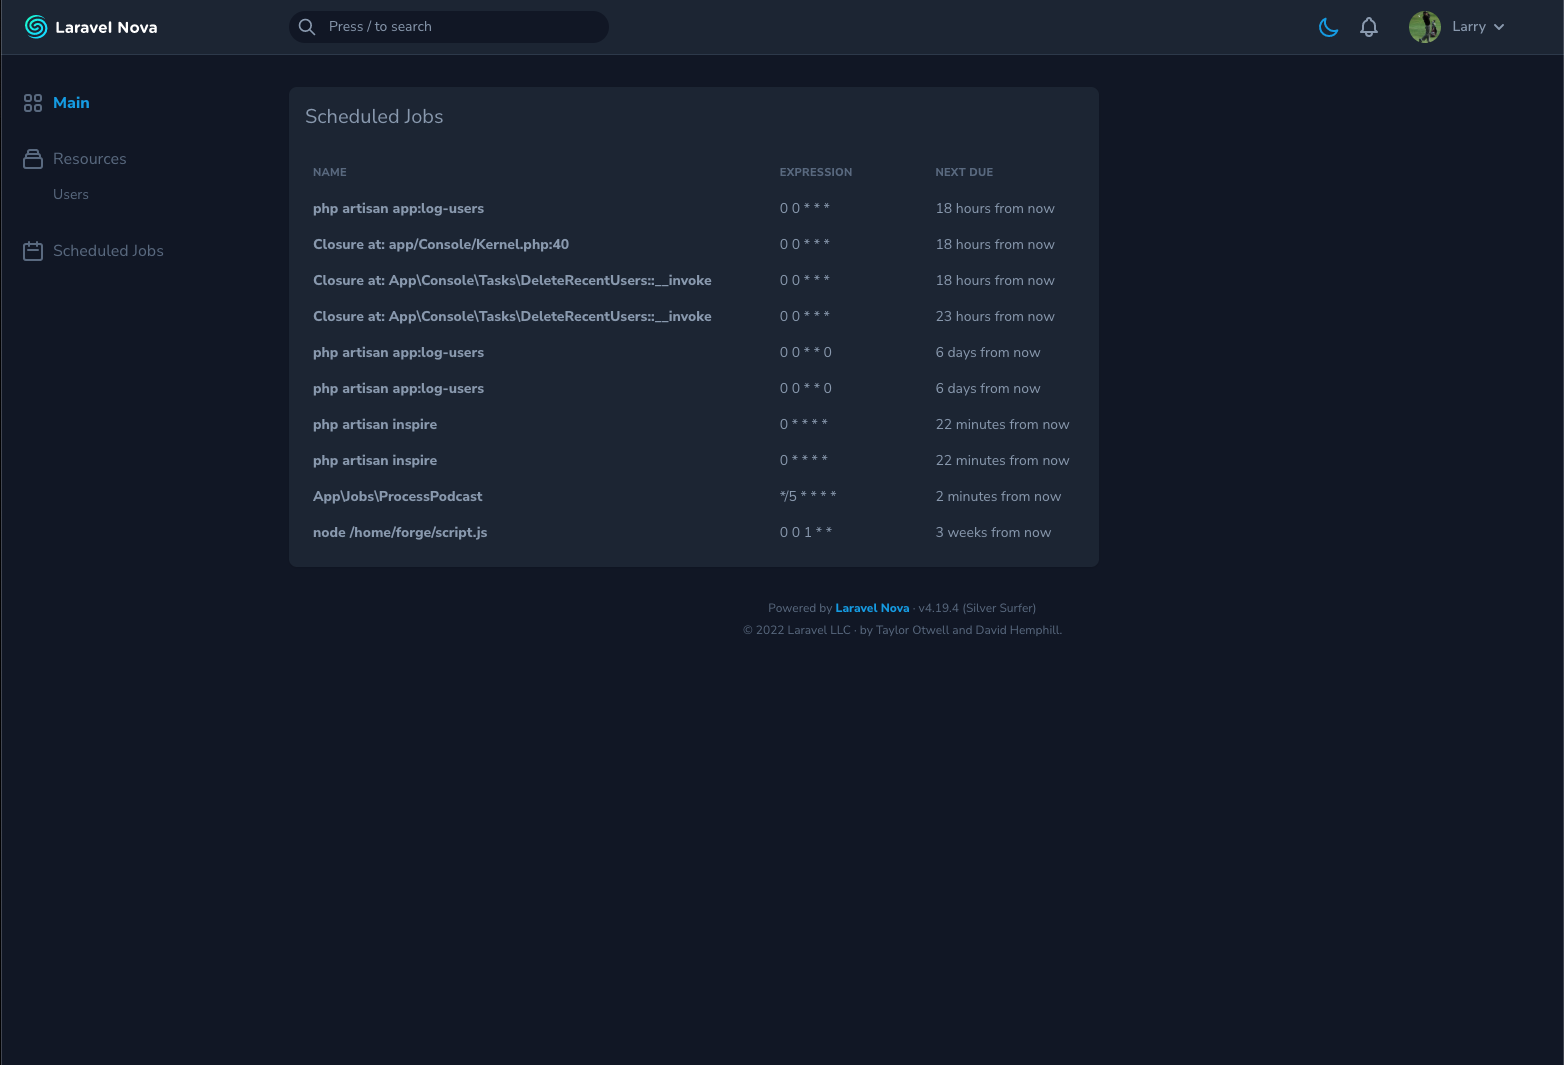 Laravel Nova
Press / to search
Larry
Main
Resources
Users
Scheduled Jobs
Scheduled Jobs
NAME EXPRESSION NEXT DUE
php artisan app:log-users 0 0 * * * 18 hours from now
Closure at: app/Console/Kernel.php:40 0 0 * * * 18 hours from now
Closure at: App\Console\Tasks\DeleteRecentUsers::__invoke 0 0 * * * 18 hours from now
Closure at: App\Console\Tasks\DeleteRecentUsers::__invoke 0 0 * * * 23 hours from now
php artisan app:log-users 0 0 * * 0 6 days from now
php artisan app:log-users 0 0 * * 0 6 days from now
php artisan inspire 0 * * * * 22 minutes from now
php artisan inspire 0 * * * * 22 minutes from now
App\Jobs\ProcessPodcast */5 * * * * 2 minutes from now
node /home/forge/script.js 0 0 1 * * 3 weeks from now
Powered by Laravel Nova · v4.19.4 (Silver Surfer)
© 2022 Laravel LLC · by Taylor Otwell and David Hemphill.